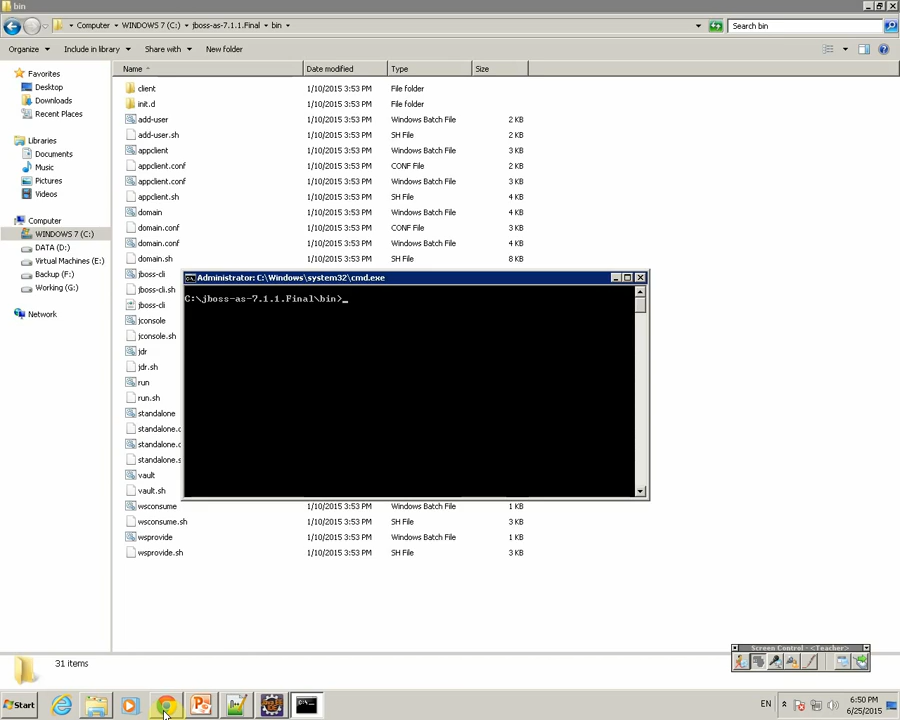 bin
Computer ▸ WINDOWS 7 (C:) ▸ jboss-as-7.1.1.Final ▸ bin ▸
Search bin
Organize Include in library Share with New folder
Name Date modified Type Size
Favorites
Desktop
Downloads
Recent Places
Libraries
Documents
Music
Pictures
Videos
Computer
WINDOWS 7 (C:)
DATA (D:)
Virtual Machines (E:)
Backup (F:)
Working (G:)
Network
client 1/10/2015 3:53 PM File folder
init.d 1/10/2015 3:53 PM File folder
add-user 1/10/2015 3:53 PM Windows Batch File 2 KB
add-user.sh 1/10/2015 3:53 PM SH File 2 KB
appclient 1/10/2015 3:53 PM Windows Batch File 3 KB
appclient.conf 1/10/2015 3:53 PM CONF File 2 KB
appclient.conf 1/10/2015 3:53 PM Windows Batch File 3 KB
appclient.sh 1/10/2015 3:53 PM SH File 4 KB
domain 1/10/2015 3:53 PM Windows Batch File 4 KB
domain.conf 1/10/2015 3:53 PM CONF File 3 KB
domain.conf 1/10/2015 3:53 PM Windows Batch File 4 KB
domain.sh 1/10/2015 3:53 PM SH File 8 KB
jboss-cli
jboss-cli.sh
jboss-cli
jconsole
jconsole.sh
jdr
jdr.sh
run
run.sh
standalone
standalone.c
standalone.c
standalone.s
vault
vault.sh
wsconsume 1/10/2015 3:53 PM Windows Batch File 1 KB
wsconsume.sh 1/10/2015 3:53 PM SH File 3 KB
wsprovide 1/10/2015 3:53 PM Windows Batch File 1 KB
wsprovide.sh 1/10/2015 3:53 PM SH File 3 KB
Administrator: C:\Windows\system32\cmd.exe
C:\jboss-as-7.1.1.Final\bin>_
31 items
Screen Control - <Teacher>
Start
C:\.
EN
6:50 PM
6/25/2015